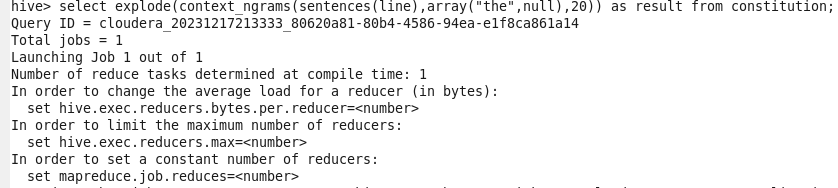 hive> select explode(context_ngrams(sentences(line),array("the",null),20)) as result from constitution;
Query ID = cloudera_20231217213333_80620a81-80b4-4586-94ea-e1f8ca861a14
Total jobs = 1
Launching Job 1 out of 1
Number of reduce tasks determined at compile time: 1
In order to change the average load for a reducer (in bytes):
  set hive.exec.reducers.bytes.per.reducer=<number>
In order to limit the maximum number of reducers:
  set hive.exec.reducers.max=<number>
In order to set a constant number of reducers:
  set mapreduce.job.reduces=<number>